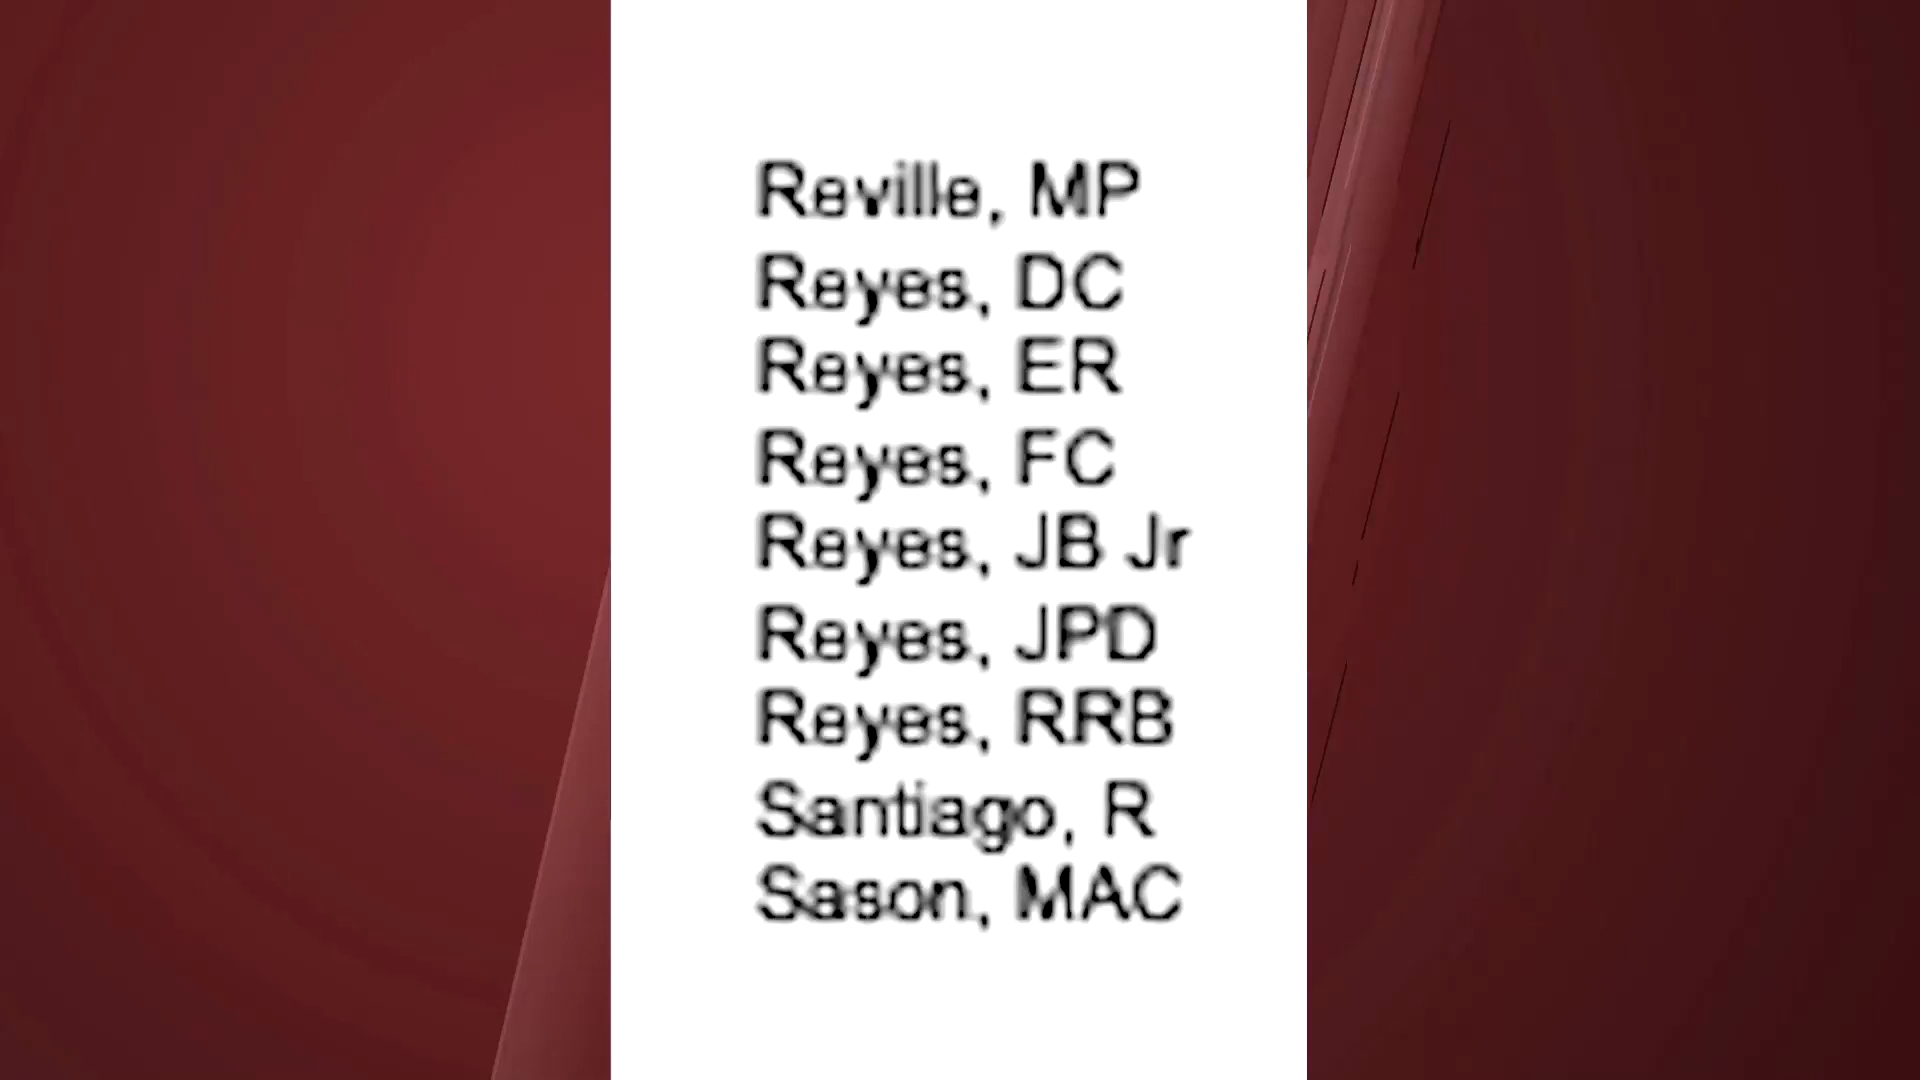 Reville, MP
Reyes, DC
Reyes, ER
Reyes, FC
Reyes, JB Jr
Reyes, JPD
Reyes, RRB
Santiago, R
Sason, MAC